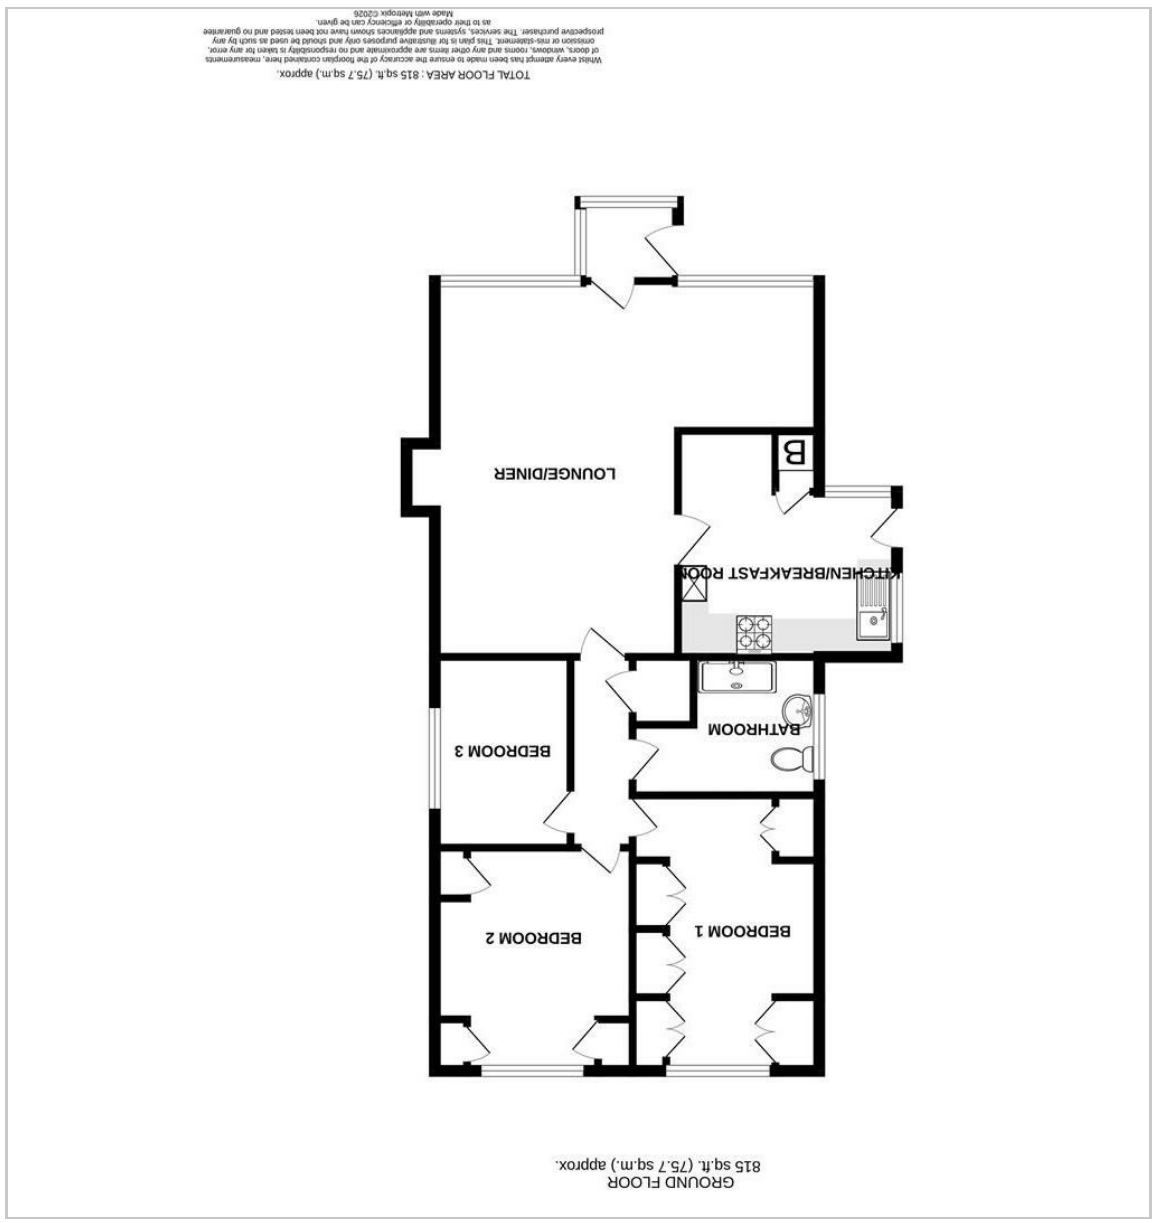 GROUND FLOOR
815 sq.ft. (75.7 sq.m.) approx.
BEDROOM 1
BEDROOM 2
BEDROOM 3
BATHROOM
KITCHEN/BREAKFAST ROOM
LOUNGE/DINER
B
TOTAL FLOOR AREA : 815 sq.ft. (75.7 sq.m.) approx.
Whilst every attempt has been made to ensure the accuracy of the floorplan contained here, measurements
of doors, windows, rooms and any other items are approximate and no responsibility is taken for any error,
omission or mis-statement. This plan is for illustrative purposes only and should be used as such by any
prospective purchaser. The services, systems and appliances shown have not been tested and no guarantee
as to their operability or efficiency can be given.
Made with Metropix ©2026